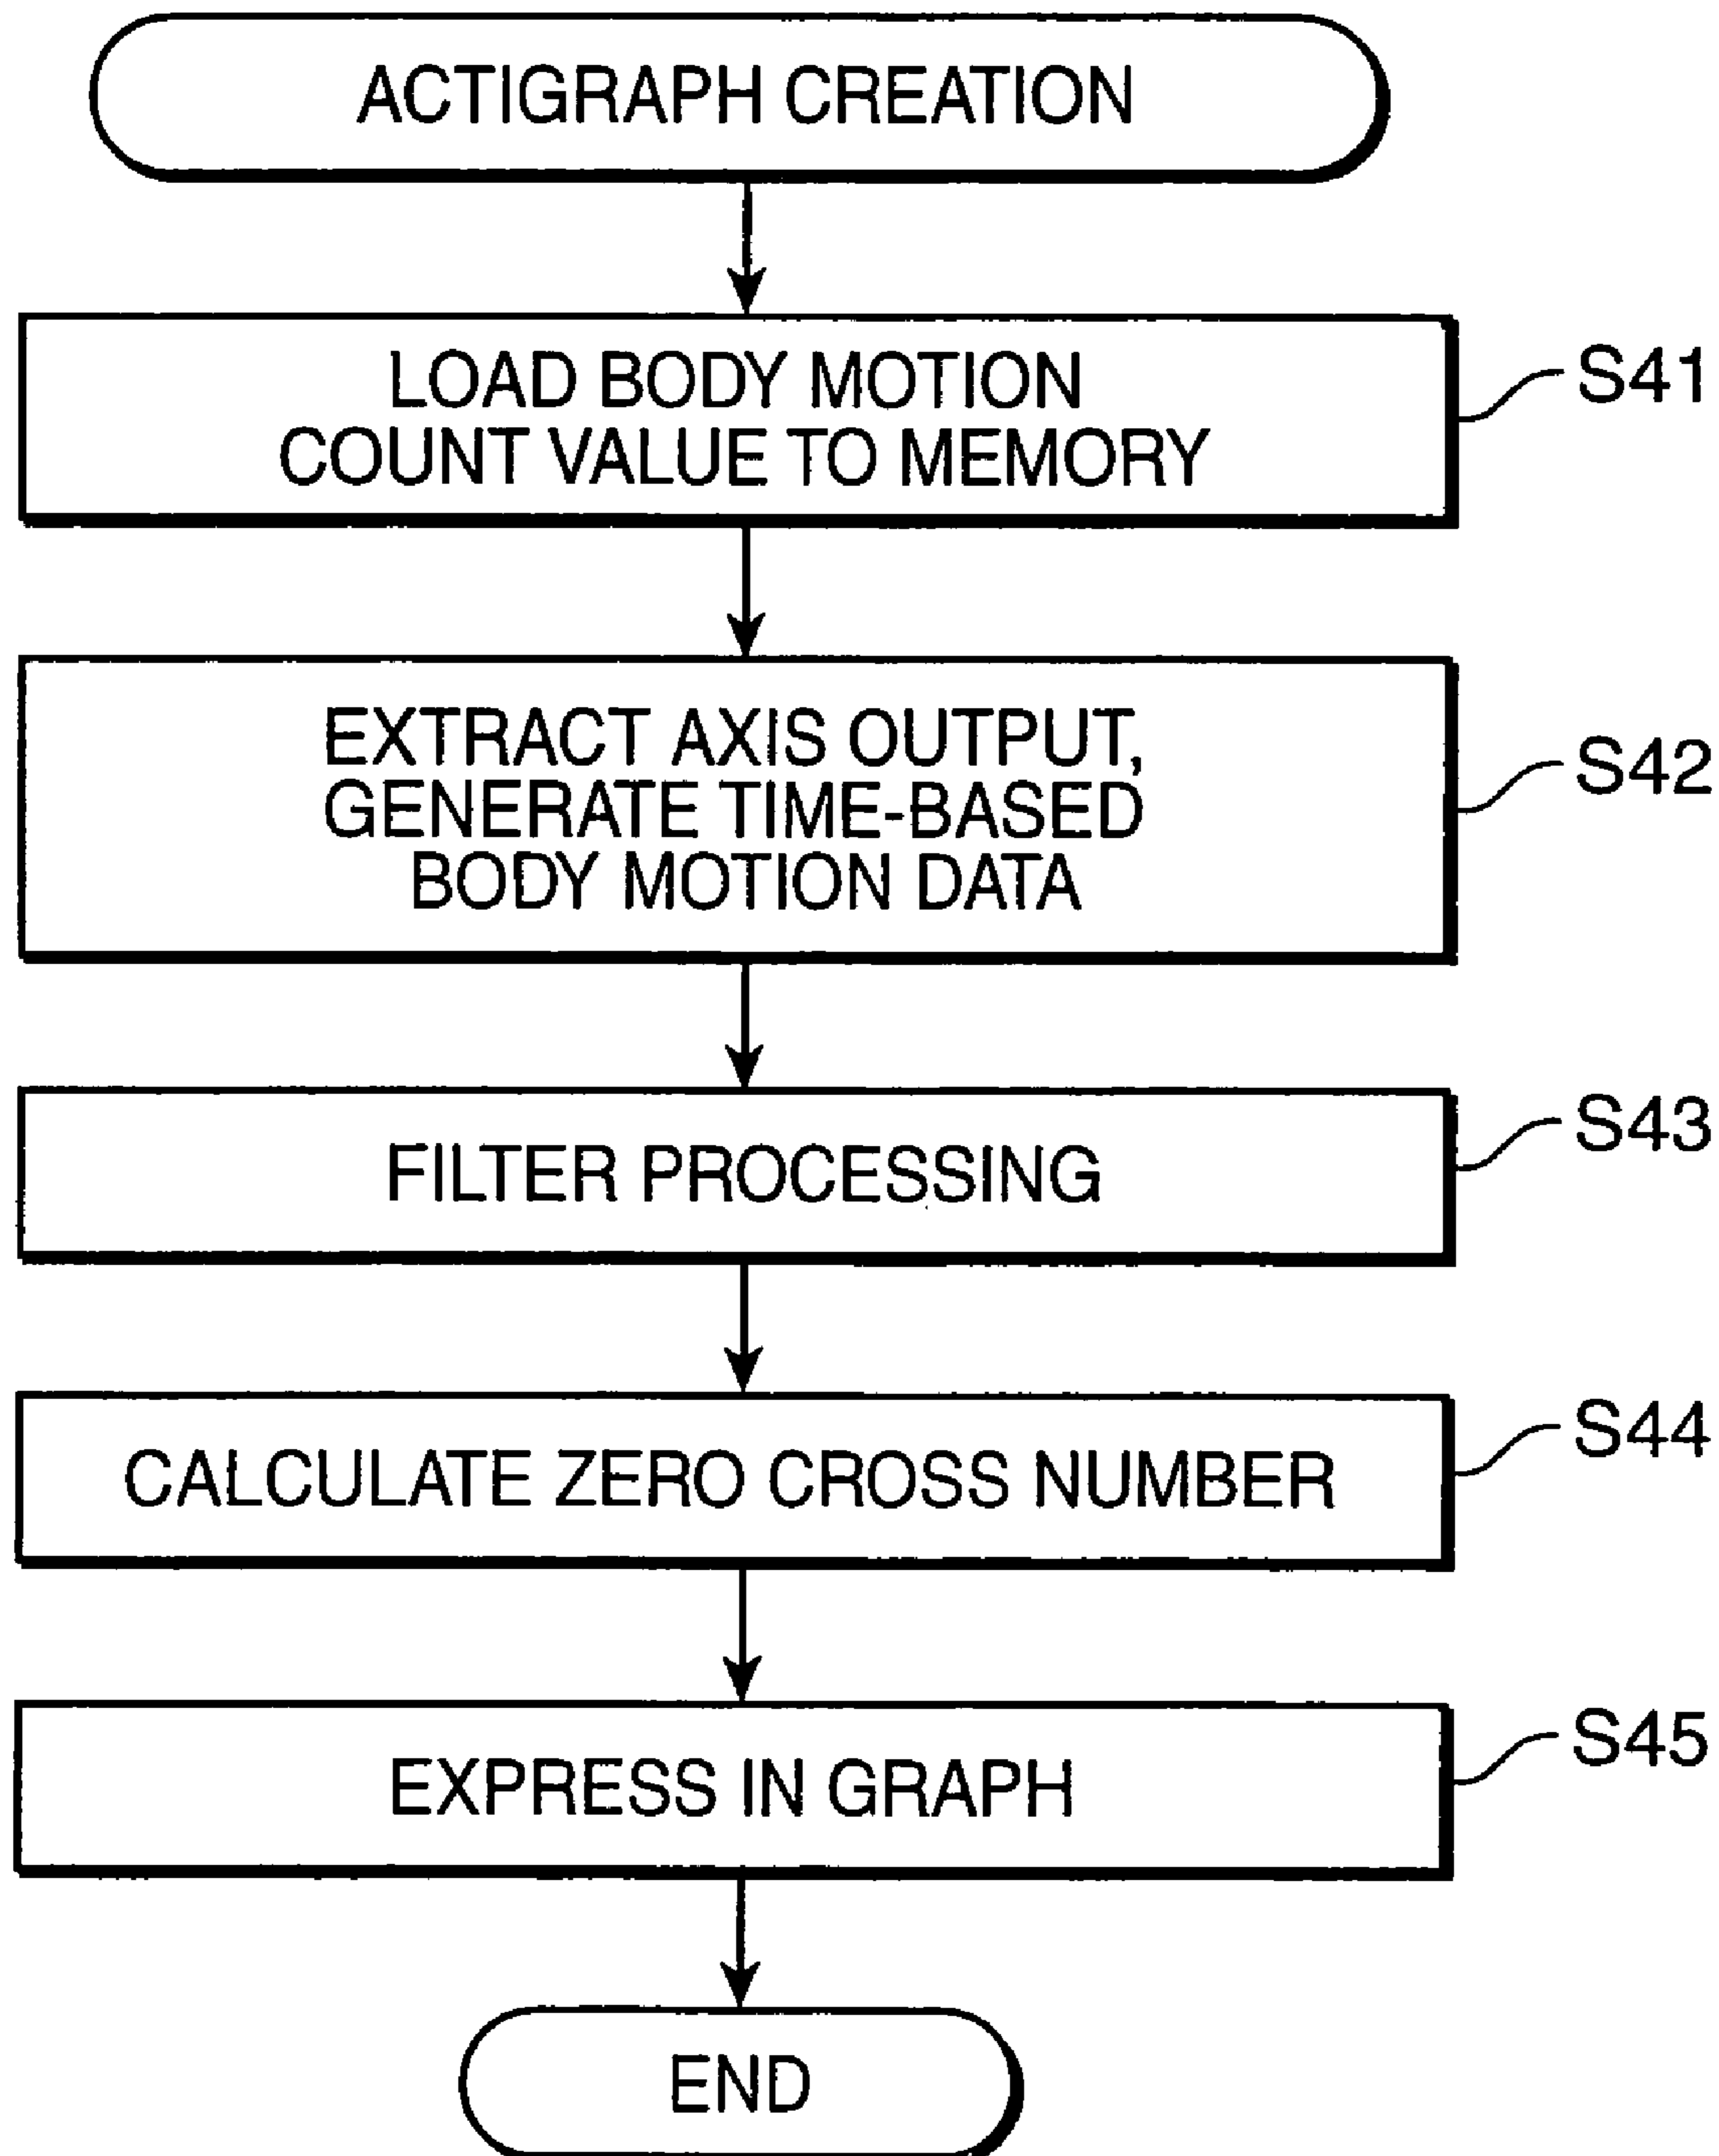 ACTIGRAPH CREATION
LOAD BODY MOTION
COUNT VALUE TO MEMORY
S41
EXTRACT AXIS OUTPUT,
GENERATE TIME-BASED
BODY MOTION DATA
S42
FILTER PROCESSING
S43
CALCULATE ZERO CROSS NUMBER
S44
EXPRESS IN GRAPH
S45
END